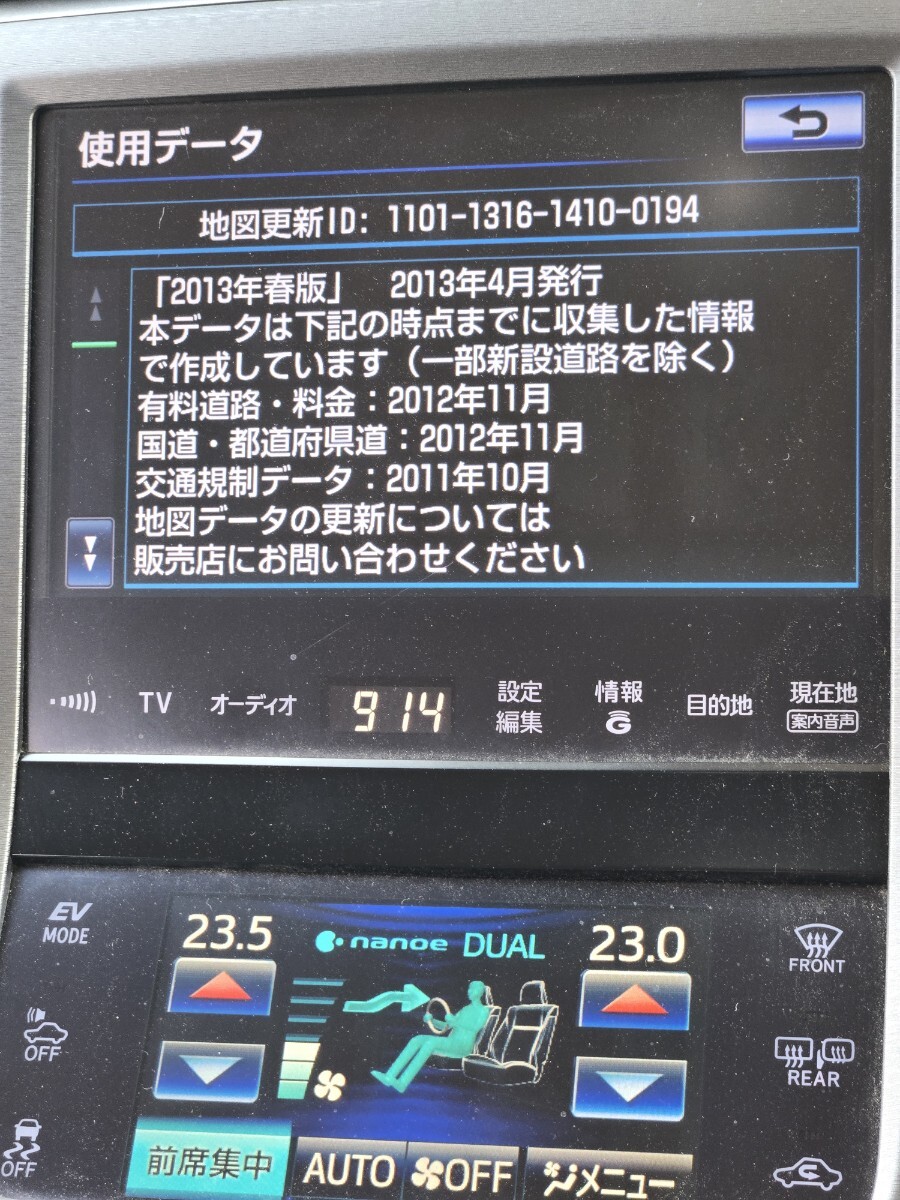 使用データ
地図更新ID: 1101-1316-1410-0194
「2013年春版」 2013年4月発行
本データは下記の時点までに収集した情報
で作成しています（一部新設道路を除く）
有料道路・料金：2012年11月
国道・都道府県道：2012年11月
交通規制データ：2011年10月
地図データの更新については
販売店にお問い合わせください
TV オーディオ 9 14 設定 編集 情報 G 目的地 現在地 案内音声
EV MODE
23.5 nanoe DUAL 23.0
FRONT
OFF
REAR
OFF
前席集中 AUTO OFF メニュー